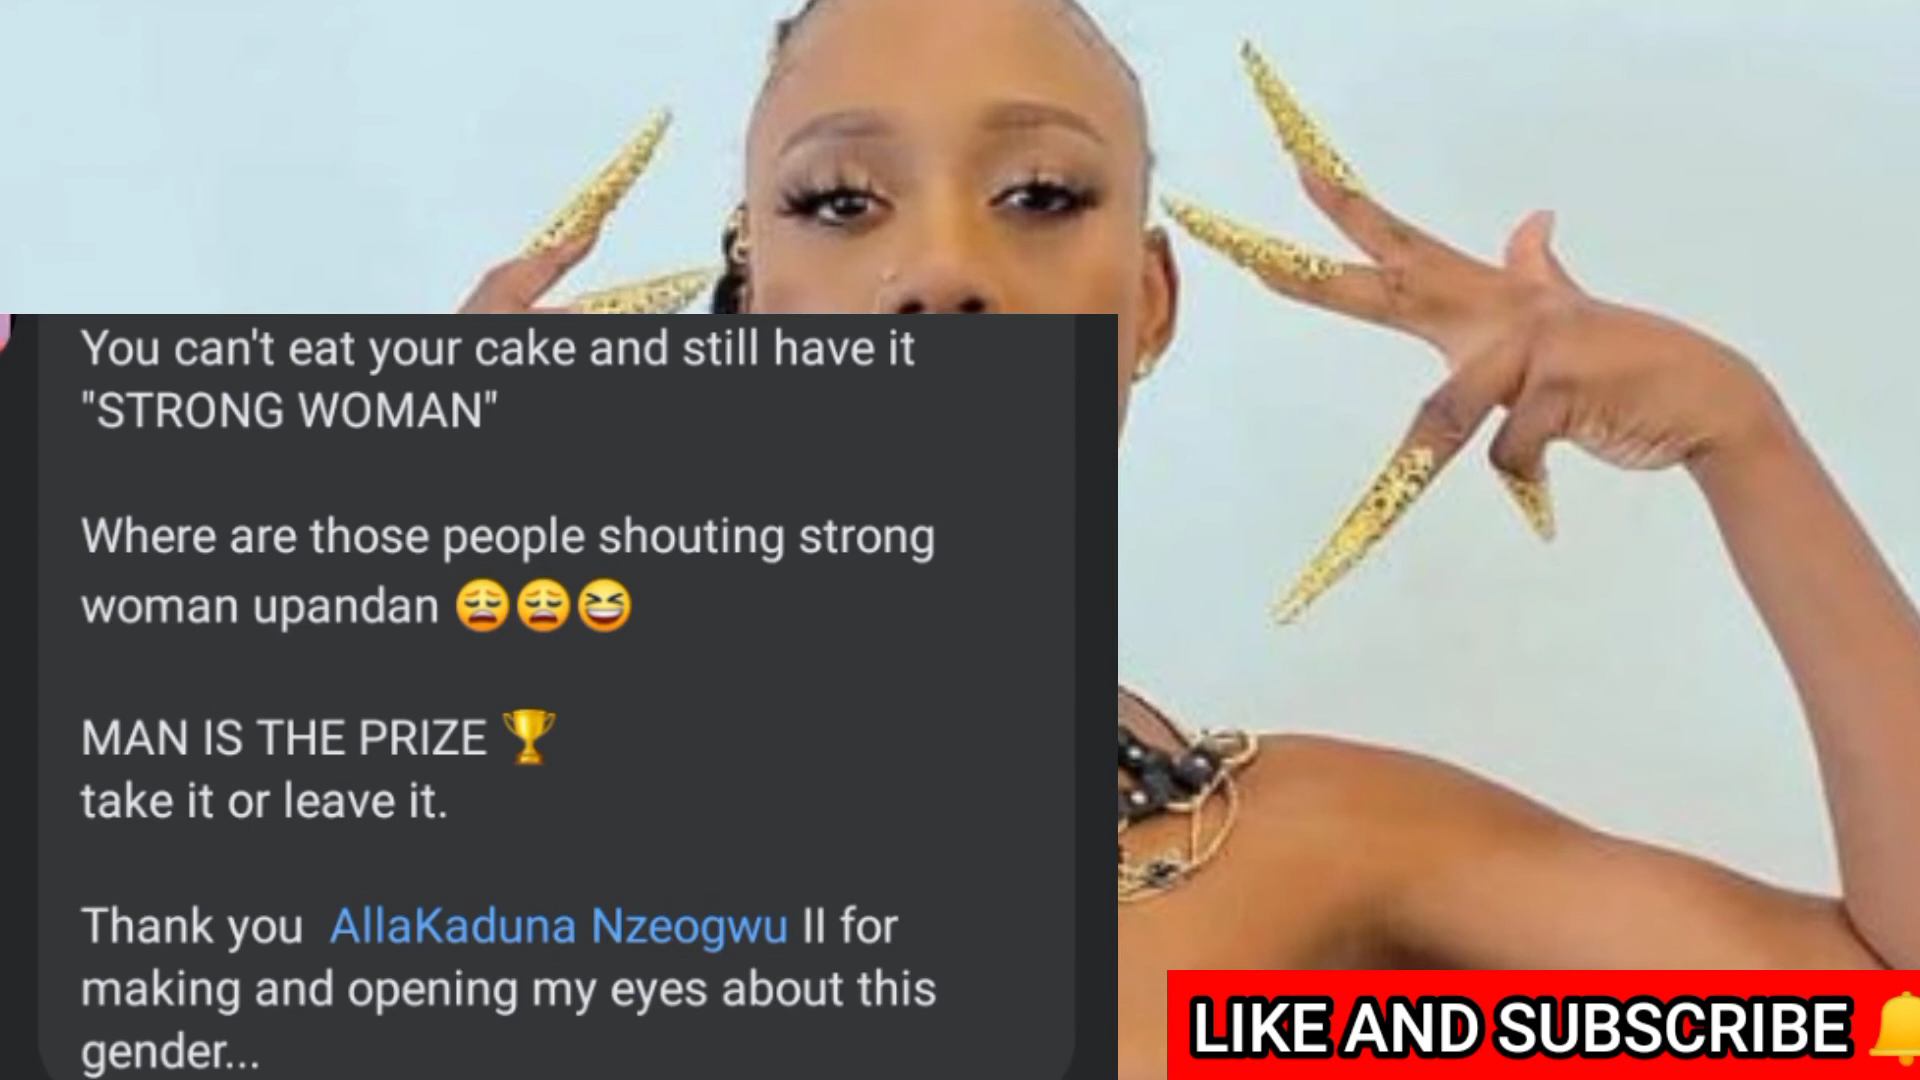 You can't eat your cake and still have it
"STRONG WOMAN"
Where are those people shouting strong
woman upandan 😩😩😆
MAN IS THE PRIZE 🏆
take it or leave it.
Thank you AllaKaduna Nzeogwu II for
making and opening my eyes about this
gender...
LIKE AND SUBSCRIBE 🔔